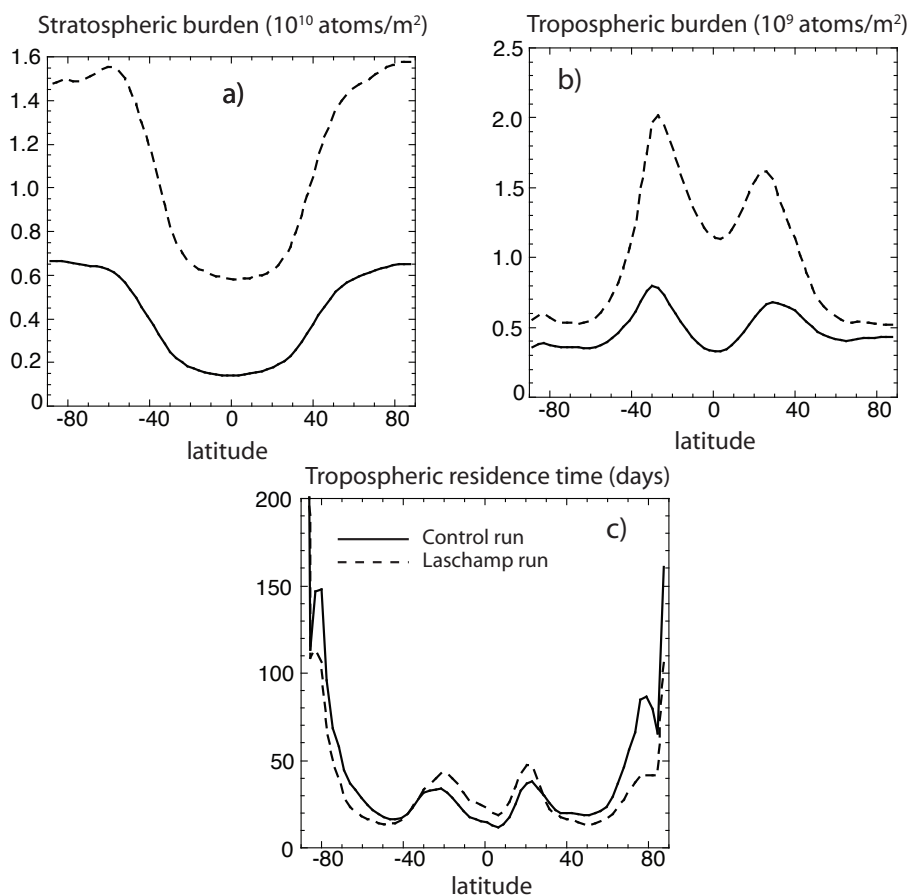 Stratospheric burden (10¹⁰ atoms/m²)
1.6
1.4
1.2
1.0
0.8
0.6
0.4
0.2
0
a)
-80 -40 0 40 80
latitude
Tropospheric burden (10⁹ atoms/m²)
2.5
2.0
1.5
1.0
0.5
0
b)
-80 -40 0 40 80
latitude
Tropospheric residence time (days)
200
150
100
50
0
c)
Control run
Laschamp run
-80 -40 0 40 80
latitude